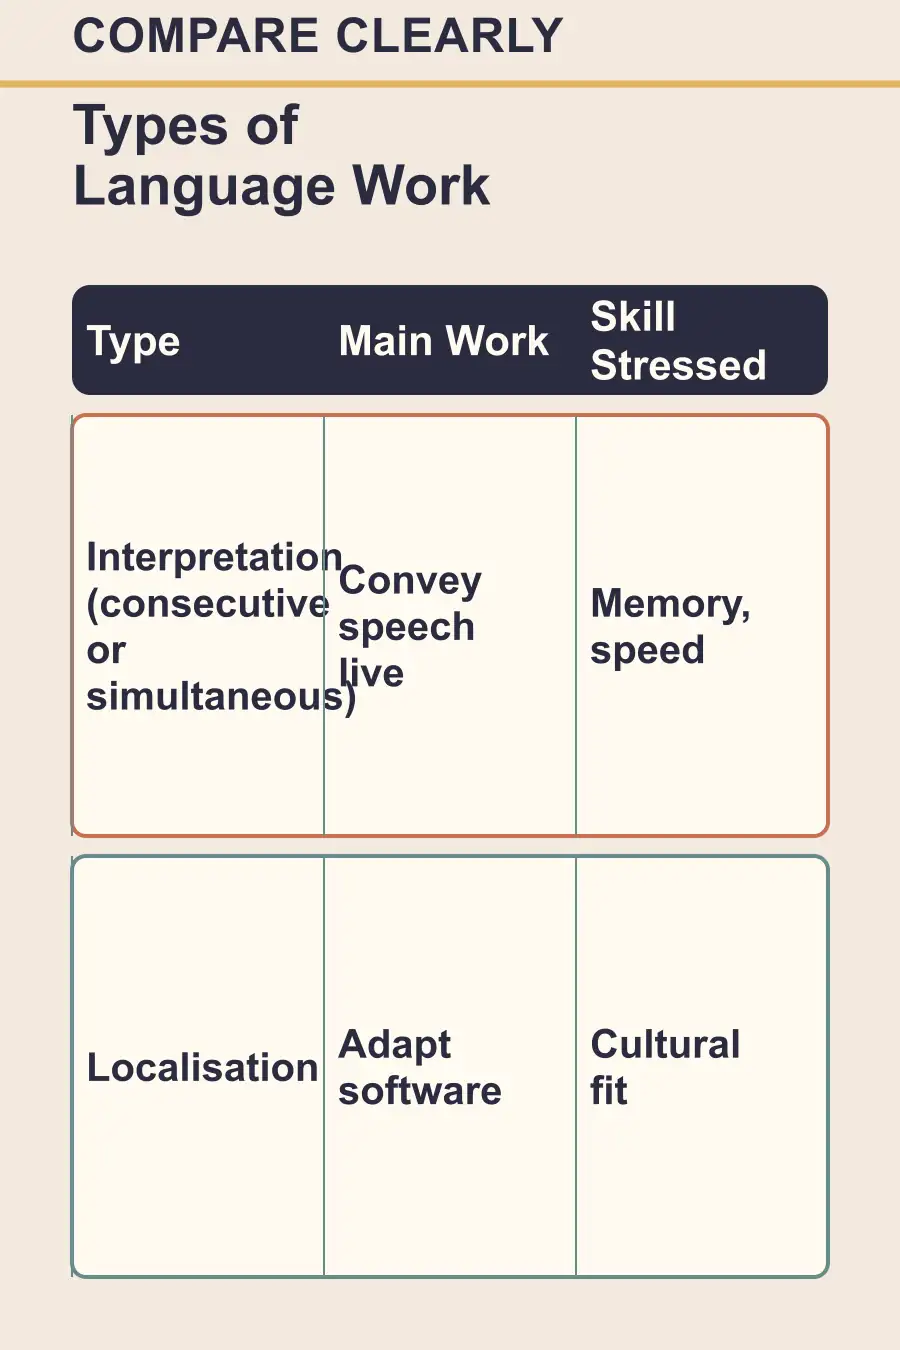 COMPARE CLEARLY
Types of
Language Work
Type
Main Work
Skill
Stressed
Interpretation
(consecutive
or
simultaneous)
Convey
speech
live
Memory,
speed
Localisation
Adapt
software
Cultural
fit